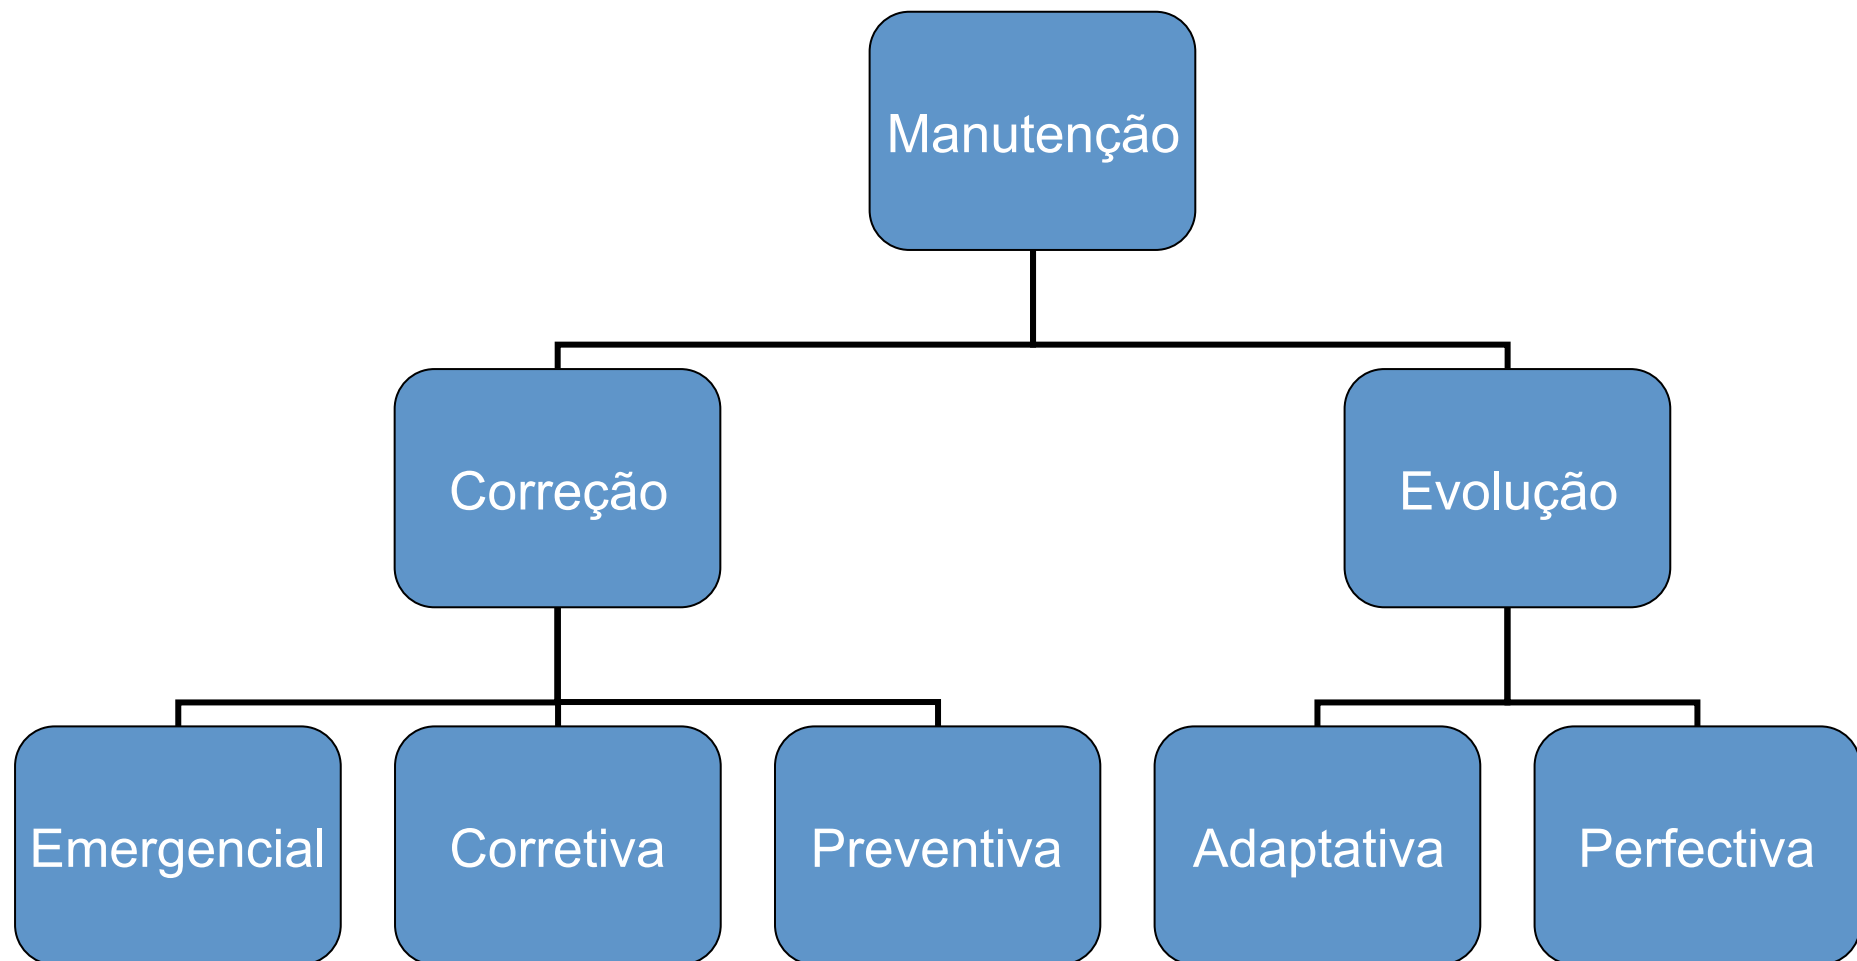 Manutenção
Correção
Evolução
Emergencial
Corretiva
Preventiva
Adaptativa
Perfectiva